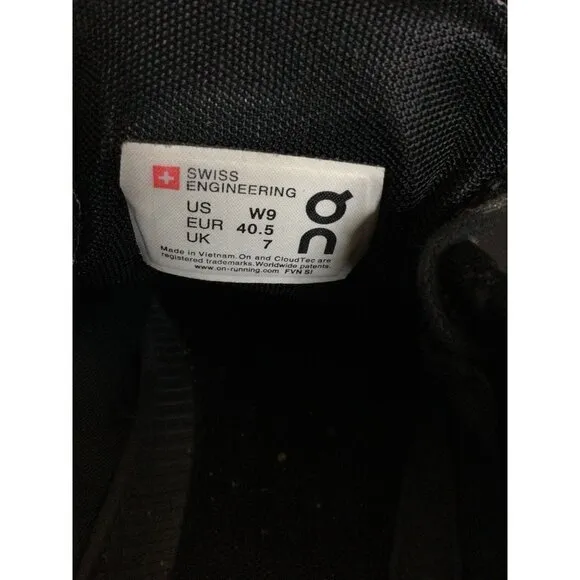 SWISS
ENGINEERING
US W9
EUR 40.5
UK 7
Made in Vietnam. On and CloudTec are
registered trademarks. Worldwide patents.
www.on-running.com FVN SI
On